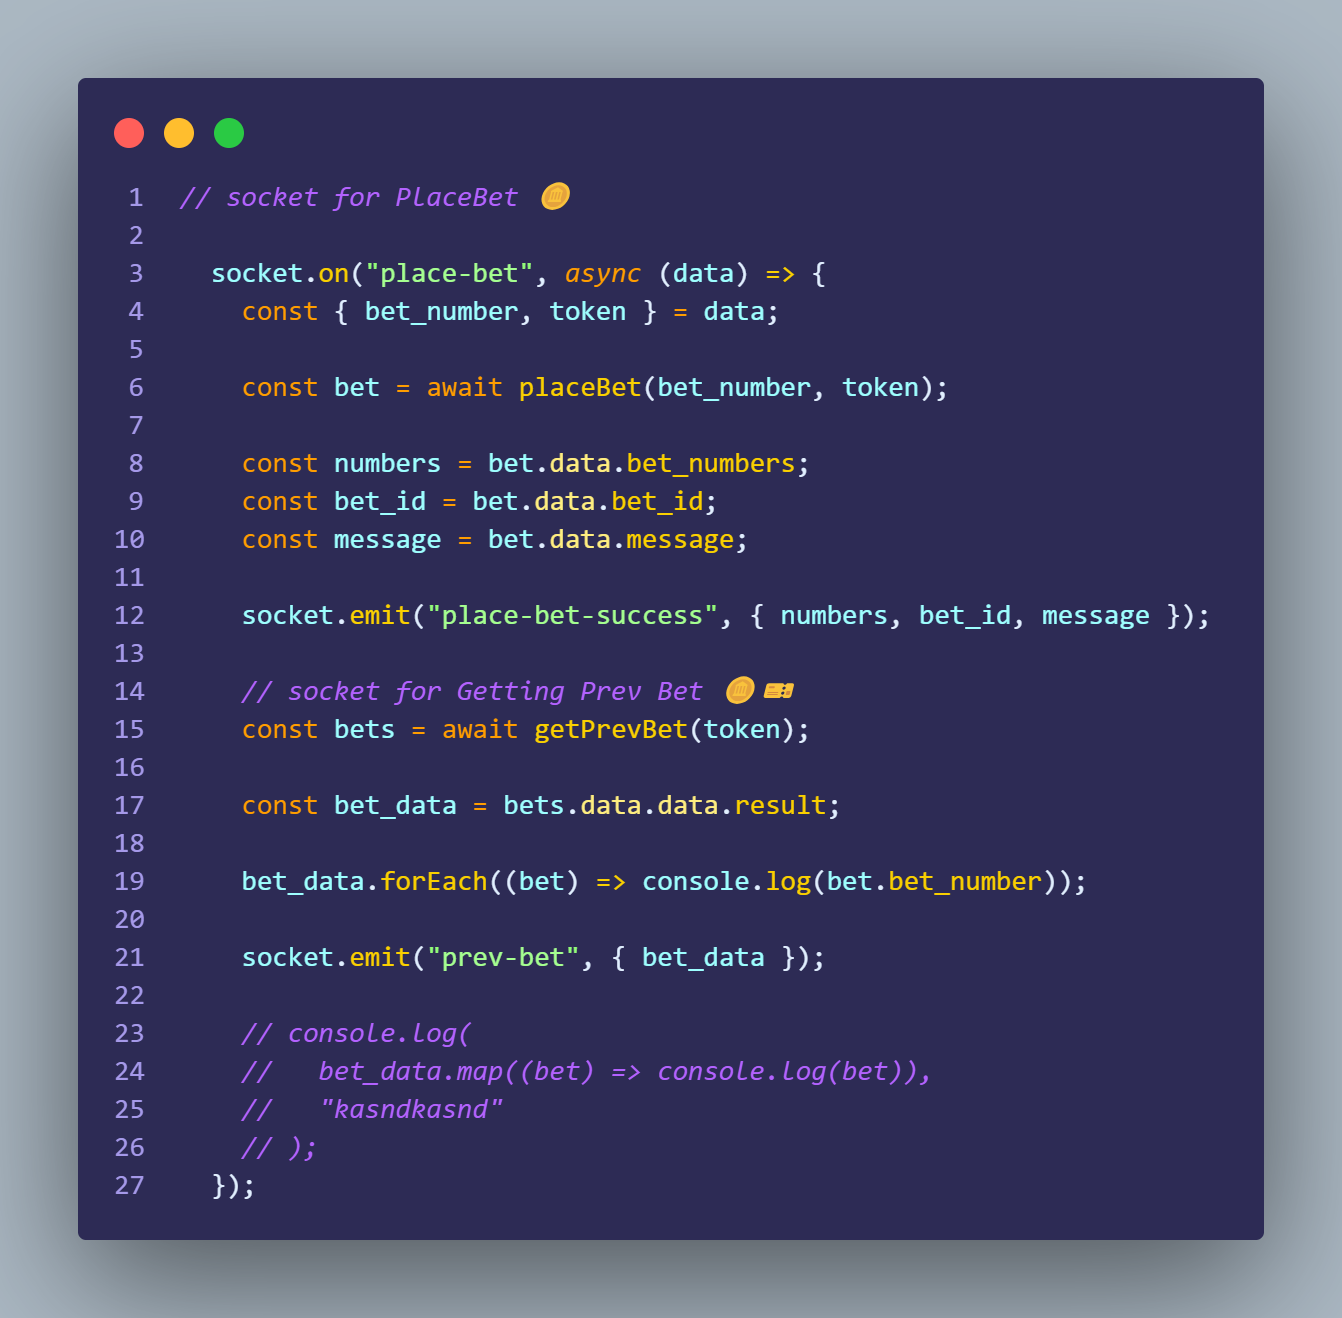 1 // socket for PlaceBet 🪙
2
3 socket.on("place-bet", async (data) => {
4 const { bet_number, token } = data;
5
6 const bet = await placeBet(bet_number, token);
7
8 const numbers = bet.data.bet_numbers;
9 const bet_id = bet.data.bet_id;
10 const message = bet.data.message;
11
12 socket.emit("place-bet-success", { numbers, bet_id, message });
13
14 // socket for Getting Prev Bet 🪙🎫
15 const bets = await getPrevBet(token);
16
17 const bet_data = bets.data.data.result;
18
19 bet_data.forEach((bet) => console.log(bet.bet_number));
20
21 socket.emit("prev-bet", { bet_data });
22
23 // console.log(
24 //   bet_data.map((bet) => console.log(bet)),
25 //   "kasndkasnd"
26 // );
27 });